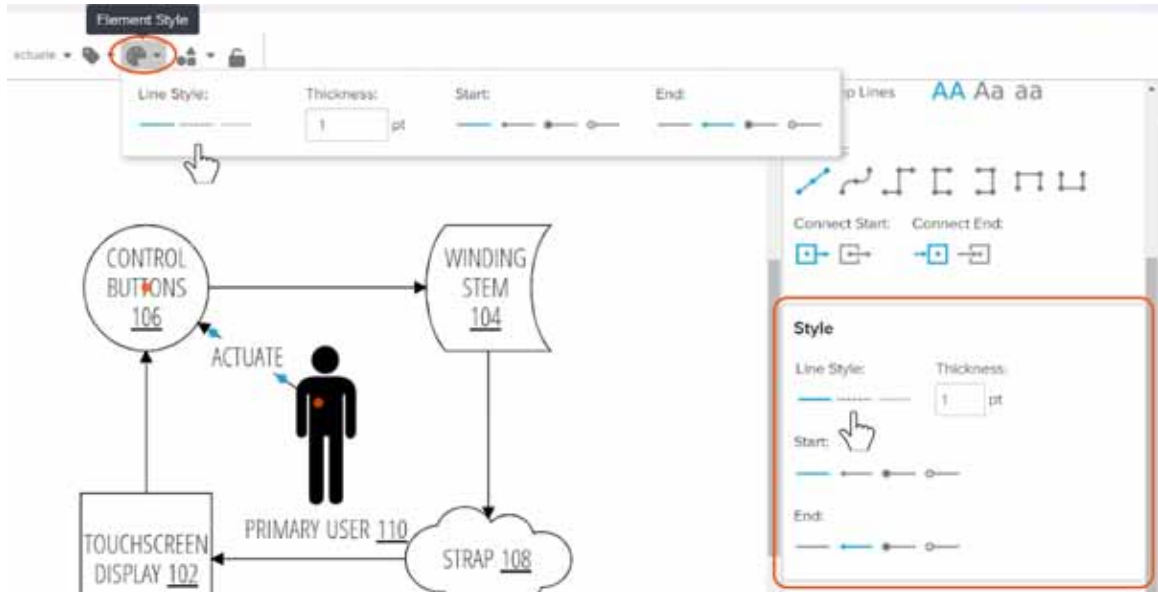 Element Style
actuele
Line Style:
Thickness:
Start:
End:
1 pt
p Lines AA Aa aa
Connect Start: Connect End:
CONTROL
BUTTONS
106
WINDING
STEM
104
ACTUATE
PRIMARY USER 110
TOUCHSCREEN
DISPLAY 102
STRAP 108
Style
Line Style: Thickness:
1 pt
Start:
End: